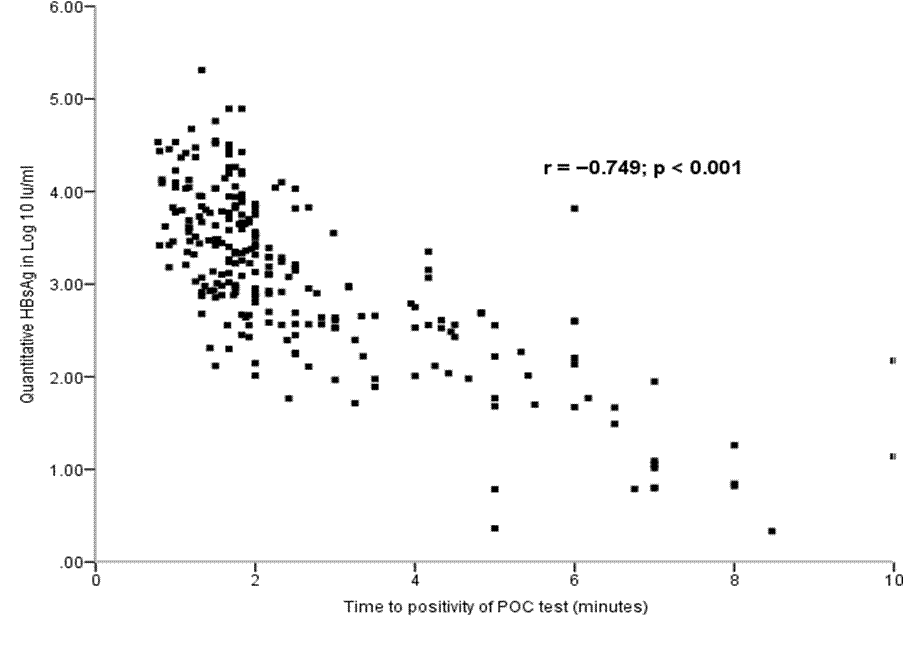 6.00
5.00
4.00
3.00
2.00
1.00
.00
Quantitative HBsAg in Log 10 Iu/ml
r = −0.749; p < 0.001
0 2 4 6 8 10
Time to positivity of POC test (minutes)